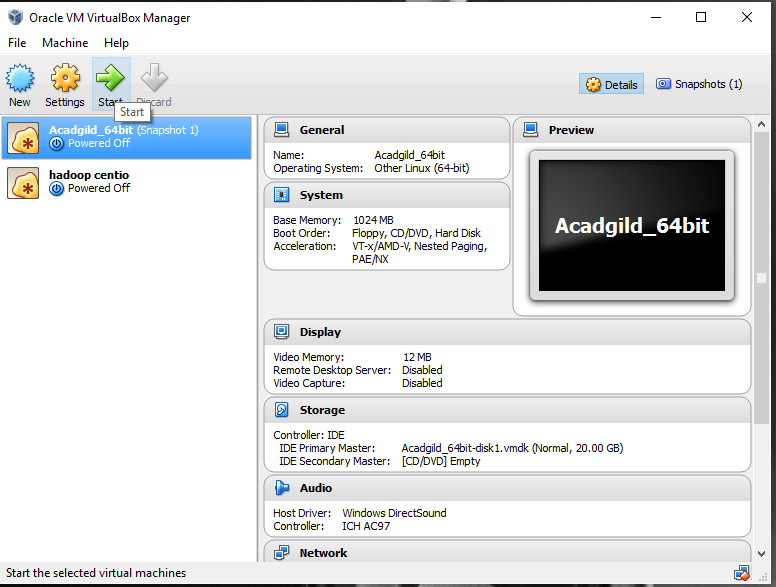 Oracle VM VirtualBox Manager
File Machine Help
New Settings Start Discard
Details Snapshots (1)
Start
Acadgild_64bit (Snapshot 1)
Powered Off
hadoop centio
Powered Off
General
Name: Acadgild_64bit
Operating System: Other Linux (64-bit)
System
Base Memory: 1024 MB
Boot Order: Floppy, CD/DVD, Hard Disk
Acceleration: VT-x/AMD-V, Nested Paging,
PAE/NX
Preview
Acadgild_64bit
Display
Video Memory: 12 MB
Remote Desktop Server: Disabled
Video Capture: Disabled
Storage
Controller: IDE
IDE Primary Master: Acadgild_64bit-disk1.vmdk (Normal, 20.00 GB)
IDE Secondary Master: [CD/DVD] Empty
Audio
Host Driver: Windows DirectSound
Controller: ICH AC97
Network
Start the selected virtual machines